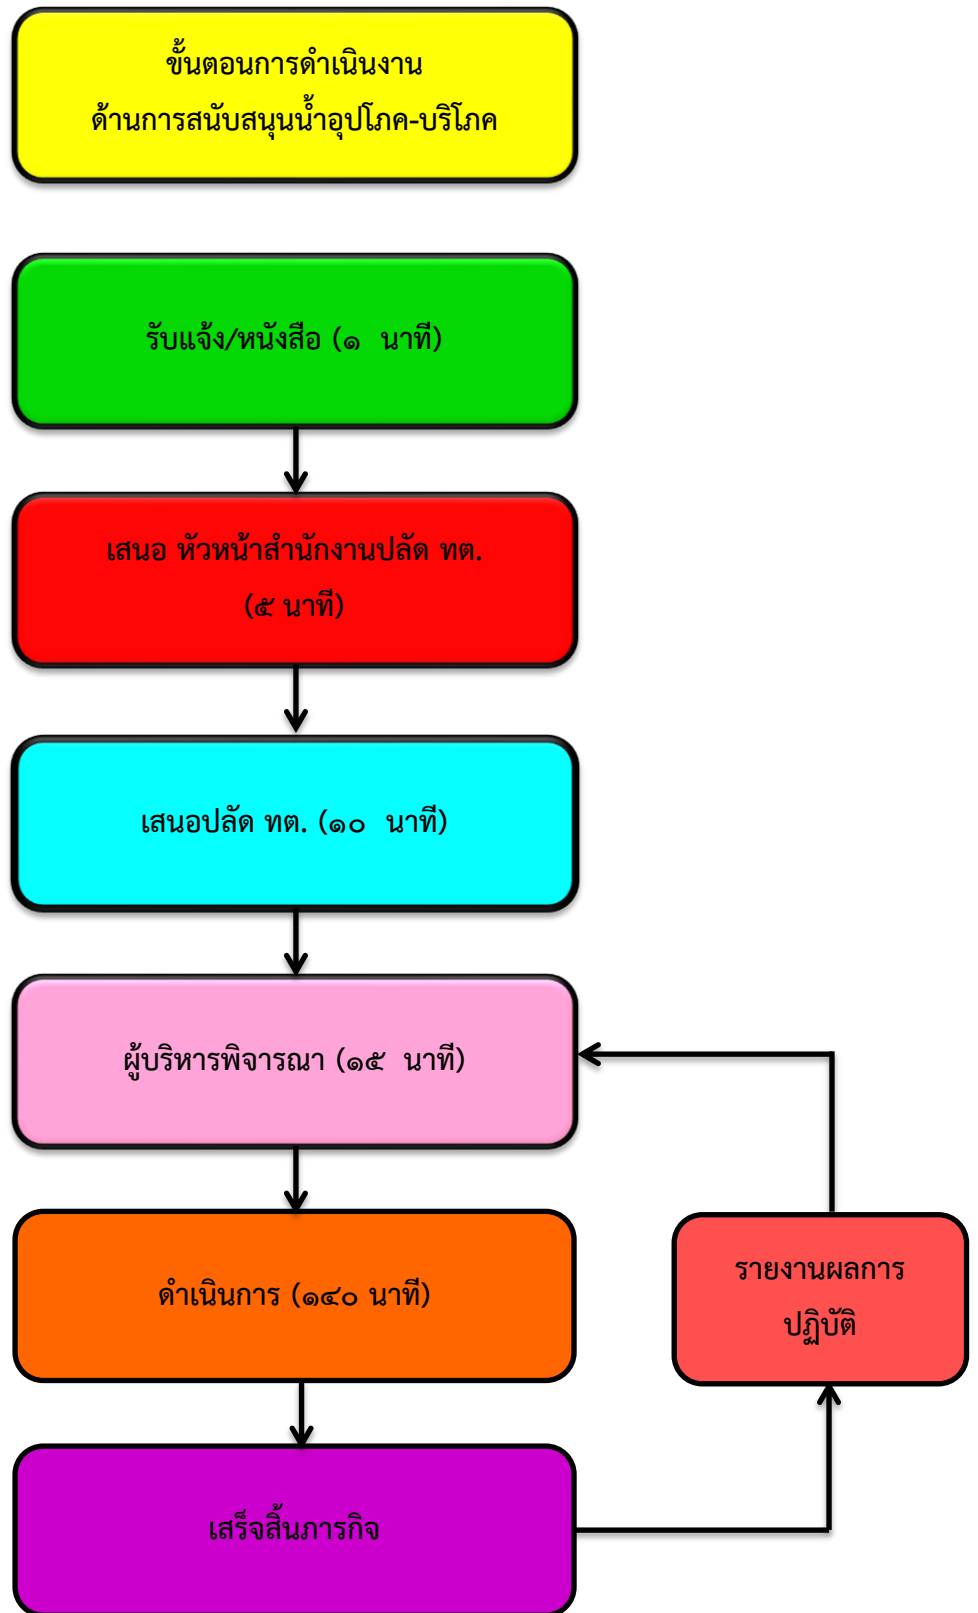 ขั้นตอนการดำเนินงาน
ด้านการสนับสนุนน้ำอุปโภค-บริโภค
รับแจ้ง/หนังสือ (๑ นาที)
เสนอ หัวหน้าสำนักงานปลัด ทต.
(๕ นาที)
เสนอปลัด ทต. (๑๐ นาที)
ผู้บริหารพิจารณา (๑๕ นาที)
ดำเนินการ (๑๔๐ นาที)
รายงานผลการ
ปฏิบัติ
เสร็จสิ้นภารกิจ